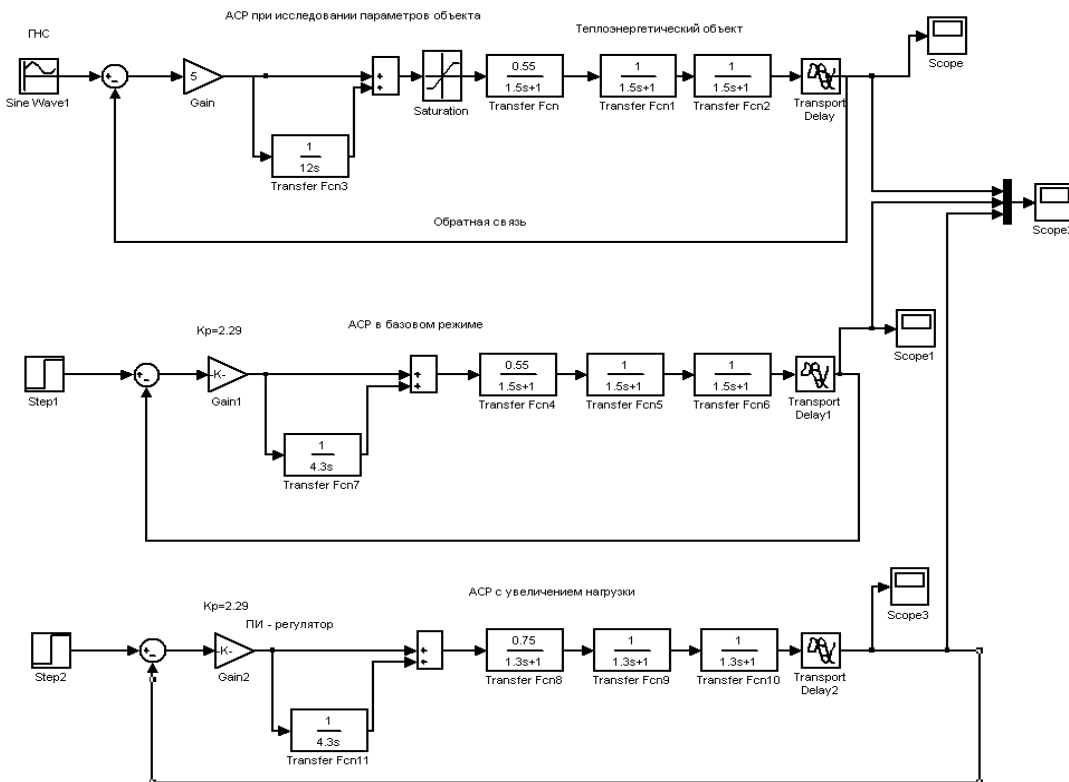 АСР при исследовании параметров объекта
ГНС
Теплоэнергетический объект
Sine Wave1
5
Gain
Saturation
0.55
1.5s+1
Transfer Fcn
1
1.5s+1
Transfer Fcn1
1
1.5s+1
Transfer Fcn2
Transport
Delay
Scope
1
12s
Transfer Fcn3
Обратная связь
Scope2
Kp=2.29
АСР в базовом режиме
Step1
-K-
Gain1
0.55
1.5s+1
Transfer Fcn4
1
1.5s+1
Transfer Fcn5
1
1.5s+1
Transfer Fcn6
Transport
Delay1
Scope1
1
4.3s
Transfer Fcn7
АСР с увеличением нагрузки
Kp=2.29
ПИ - регулятор
Step2
-K-
Gain2
0.75
1.3s+1
Transfer Fcn8
1
1.3s+1
Transfer Fcn9
1
1.3s+1
Transfer Fcn10
Transport
Delay2
Scope3
1
4.3s
Transfer Fcn11